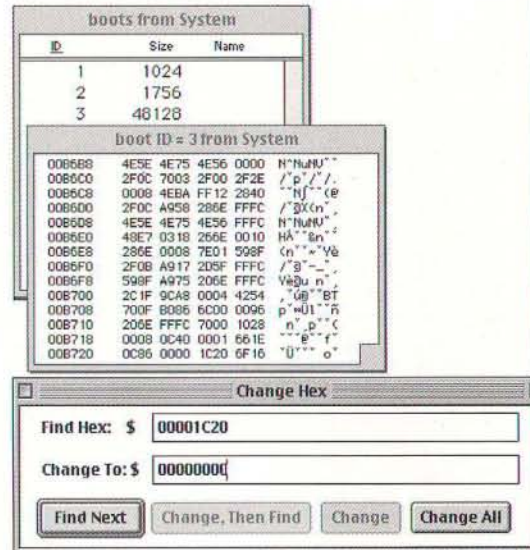 boots from System
ID Size Name
1 1024
2 1756
3 48128
boot ID = 3 from System
00B6B8 4E5E 4E75 4E56 0000
00B6C0 2F0C 7003 2F00 2F2E
00B6C8 0008 4EBA FF12 2840
00B6D0 2F0C A958 286E FFFC
00B6D8 4E5E 4E75 4E56 FFFC
00B6E0 48E7 0318 266E 0010
00B6E8 286E 0008 7E01 598F
00B6F0 2F0B A917 2D5F FFFC
00B6F8 598F A975 206E FFFC
00B700 2C1F 9CA8 0004 4254
00B708 700F B086 6C00 0096
00B710 206E FFFC 7000 1028
00B718 0008 0C40 0001 661E
00B720 0C86 0000 1C20 6F16
Change Hex
Find Hex: $ 00001C20
Change To: $ 00000000
Find Next Change, Then Find Change Change All